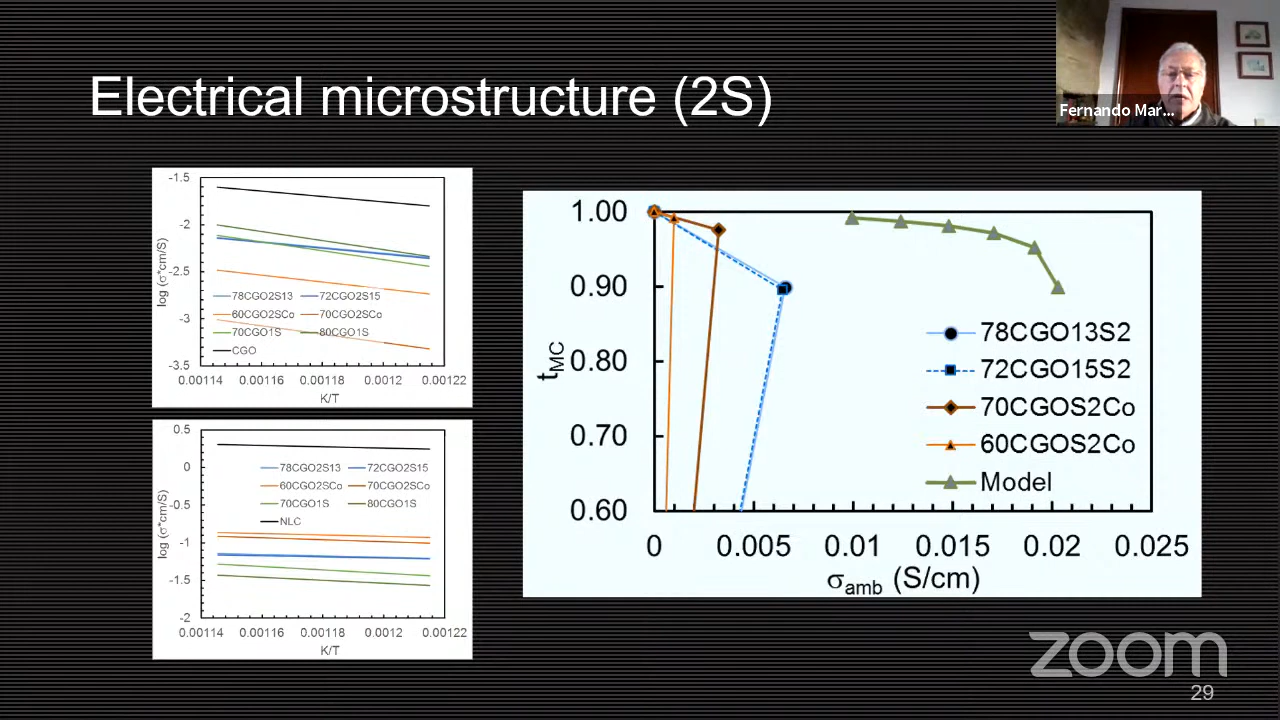 Electrical microstructure (2S)
Fernando Mar...
-1.5
-2
-2.5
-3
-3.5
log (σ*cm/S)
78CGO2S13 72CGO2S15
60CGO2SCo 70CGO2SCo
70CGO1S 80CGO1S
CGO
0.00114 0.00116 0.00118 0.0012 0.00122
K/T
0.5
0
-0.5
-1
-1.5
-2
log (σ*cm/S)
78CGO2S13 72CGO2S15
60CGO2SCo 70CGO2SCo
70CGO1S 80CGO1S
NLC
0.00114 0.00116 0.00118 0.0012 0.00122
K/T
1.00
0.90
0.80
0.70
0.60
tMC
78CGO13S2
72CGO15S2
70CGOS2Co
60CGOS2Co
Model
0 0.005 0.01 0.015 0.02 0.025
σamb (S/cm)
zoom
29